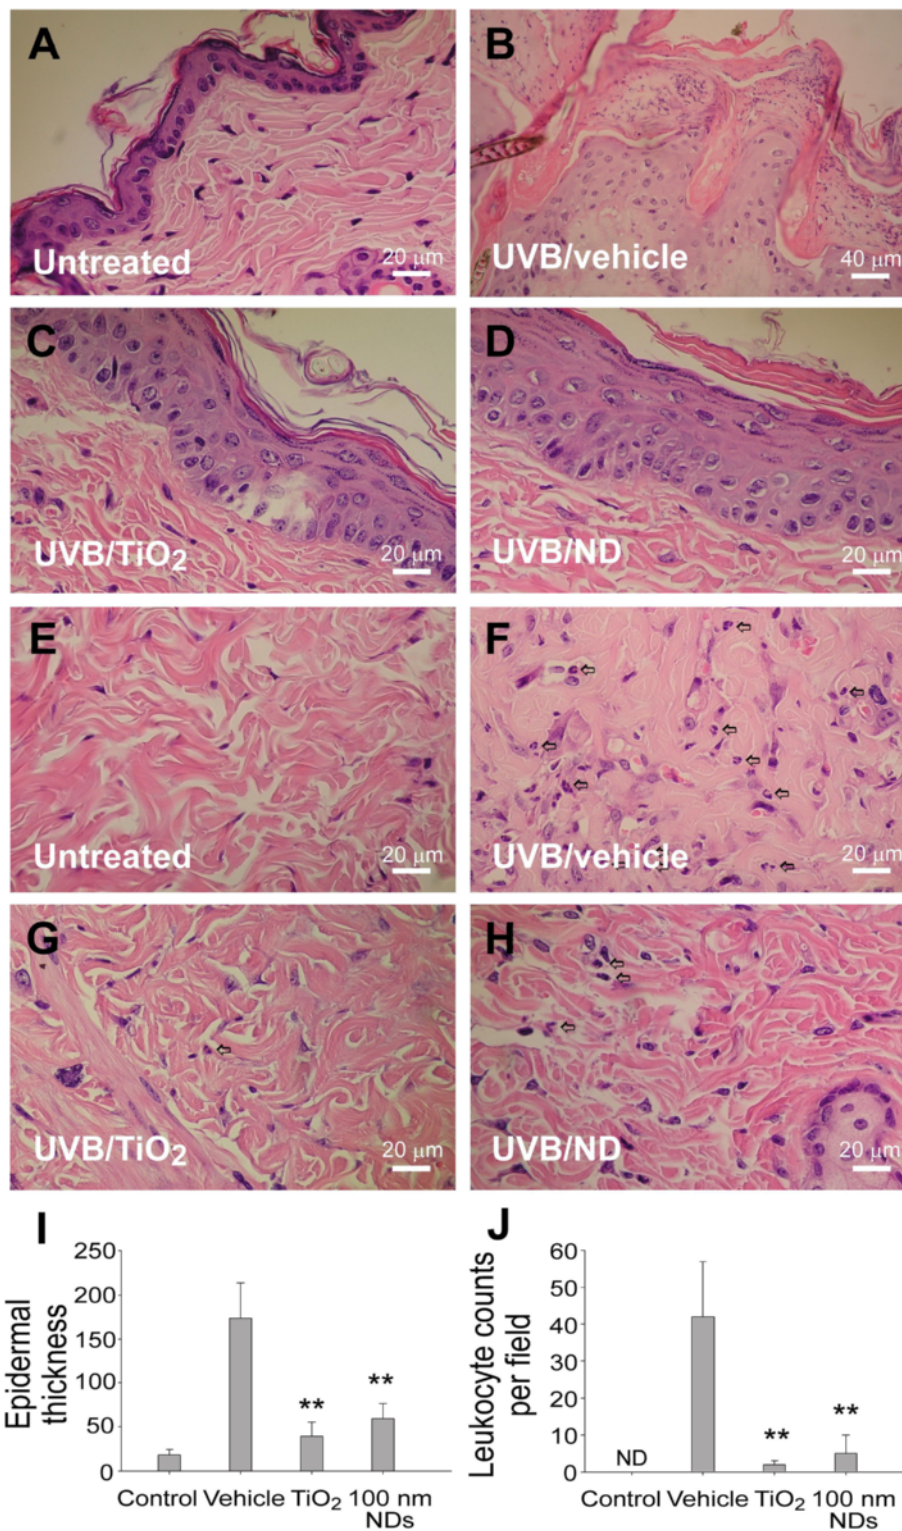 A
Untreated
20 μm
B
UVB/vehicle
40 μm
C
UVB/TiO2
20 μm
D
UVB/ND
20 μm
E
Untreated
20 μm
F
UVB/vehicle
20 μm
G
UVB/TiO2
20 μm
H
UVB/ND
20 μm
I
Epidermal
thickness
250
200
150
100
50
0
**
**
Control Vehicle TiO2 100 nm
NDs
J
Leukocyte counts
per field
60
50
40
30
20
10
0
ND
**
**
Control Vehicle TiO2 100 nm
NDs